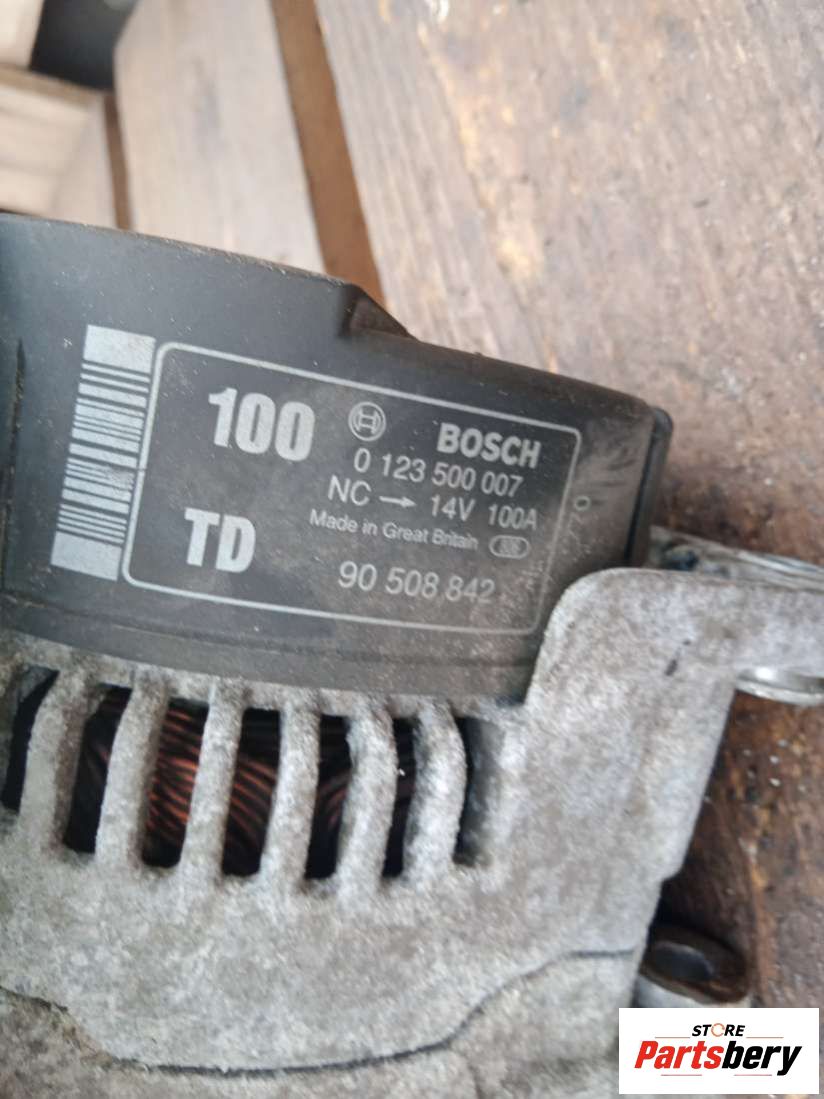 100
BOSCH
0 123 500 007
NC → 14V 100A
Made in Great Britain
TD
90 508 842
STORE
Partsbery